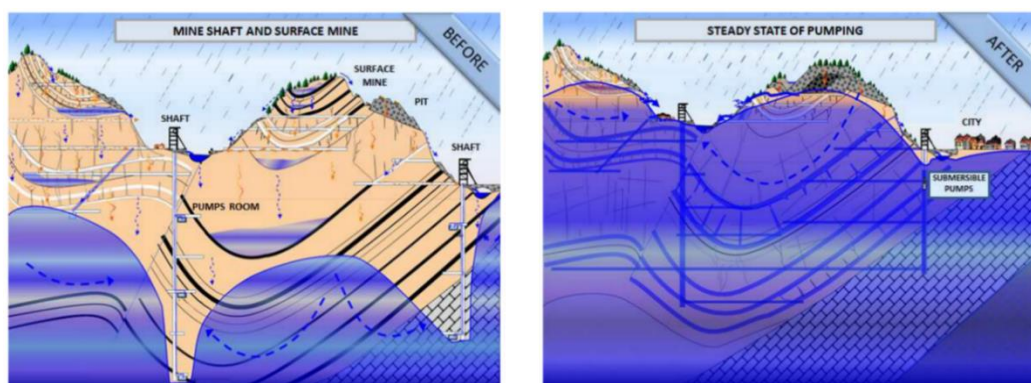 MINE SHAFT AND SURFACE MINE
BEFORE
SURFACE
MINE
PIT
SHAFT
SHAFT
PUMPS ROOM
STEADY STATE OF PUMPING
AFTER
CITY
SUBMERSIBLE
PUMPS